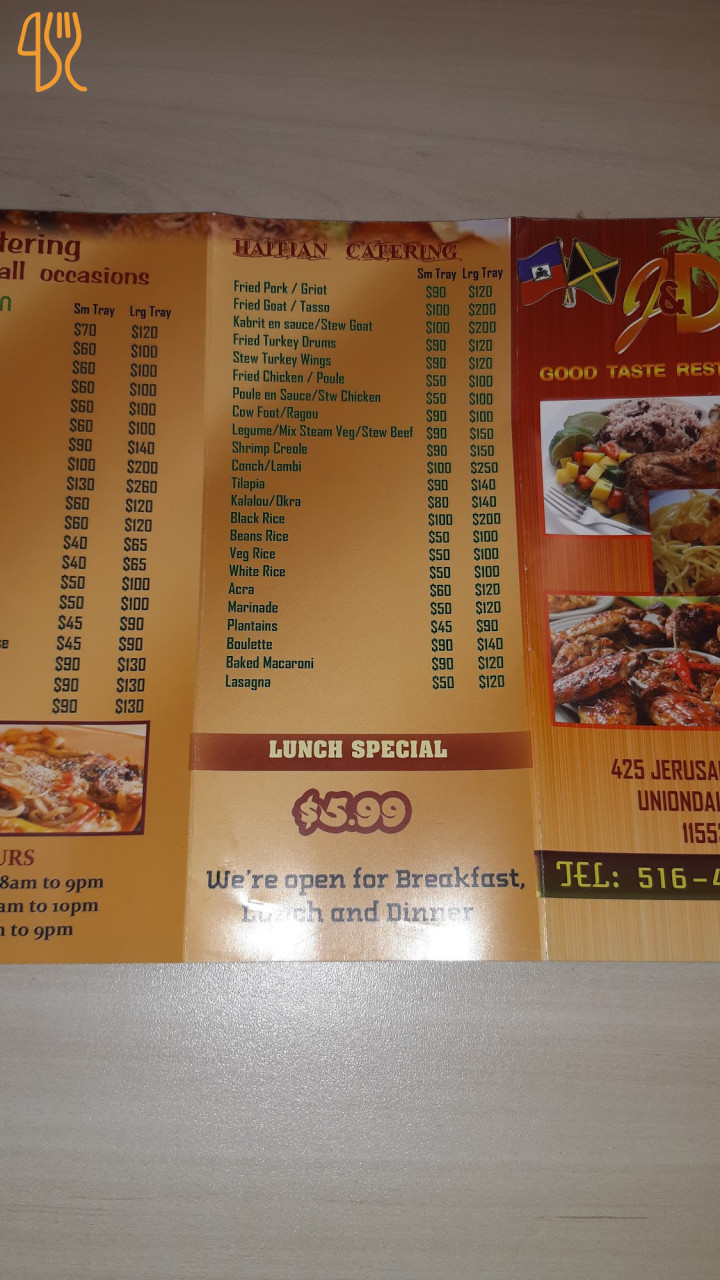 tering
all occasions
Sm Tray Lrg Tray
$70 $120
$60 $100
$60 $100
$60 $100
$60 $100
$60 $100
$90 $140
$100 $200
$130 $260
$60 $120
$60 $120
$40 $65
$40 $65
$50 $100
$50 $100
$45 $90
$45 $90
$90 $130
$90 $130
$90 $130
URS
8am to 9pm
am to 10pm
to 9pm
HAITIAN CATERING
Sm Tray Lrg Tray
Fried Pork / Griot $90 $120
Fried Goat / Tasso $100 $200
Kabrit en sauce/Stew Goat $100 $200
Fried Turkey Drums $90 $120
Stew Turkey Wings $90 $120
Fried Chicken / Poule $50 $100
Poule en Sauce/Stw Chicken $50 $100
Cow Foot/Ragou $90 $100
Legume/Mix Steam Veg/Stew Beef $90 $150
Shrimp Creole $90 $150
Conch/Lambi $100 $250
Tilapia $90 $140
Kalalou/Okra $80 $140
Black Rice $100 $200
Beans Rice $50 $100
Veg Rice $50 $100
White Rice $50 $100
Acra $60 $120
Marinade $50 $120
Plantains $45 $90
Boulette $90 $140
Baked Macaroni $90 $120
Lasagna $50 $120
LUNCH SPECIAL
$5.99
We're open for Breakfast,
Lunch and Dinner
J&D
GOOD TASTE REST
425 JERUSA
UNIONDAL
1155
TEL: 516-4